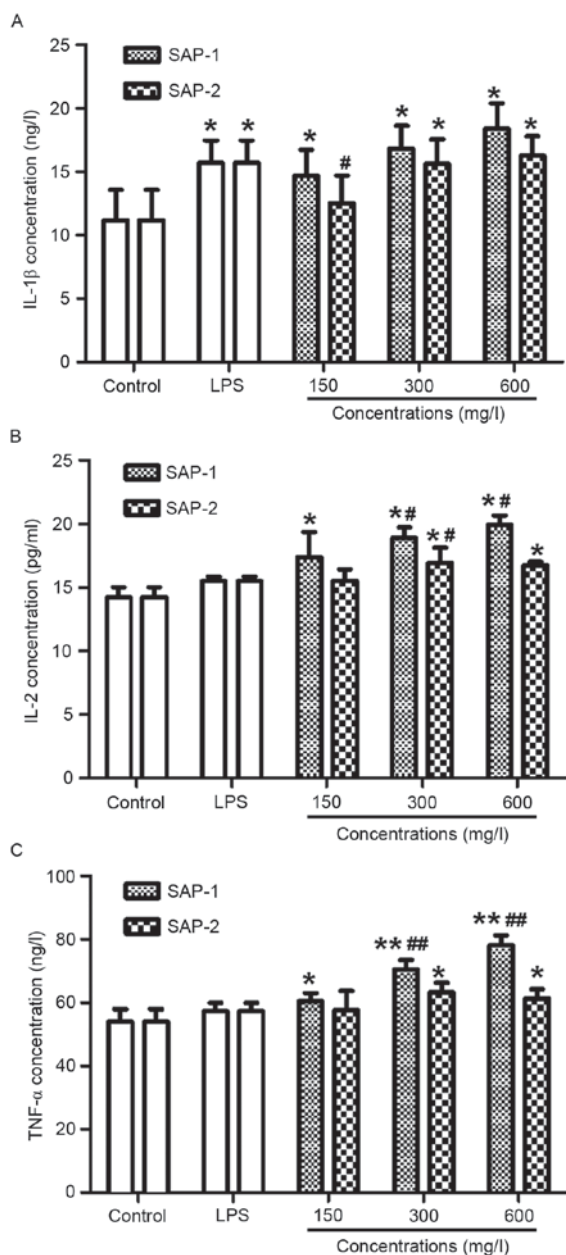 A
SAP-1
SAP-2
IL-1β concentration (ng/l)
25
20
15
10
5
0
* * * # * * * *
Control LPS 150 300 600
Concentrations (mg/l)
B
SAP-1
SAP-2
IL-2 concentration (pg/ml)
25
20
15
10
5
0
* *# *# *# *
Control LPS 150 300 600
Concentrations (mg/l)
C
SAP-1
SAP-2
TNF-α concentration (ng/l)
100
80
60
40
20
0
* **## * **## *
Control LPS 150 300 600
Concentrations (mg/l)